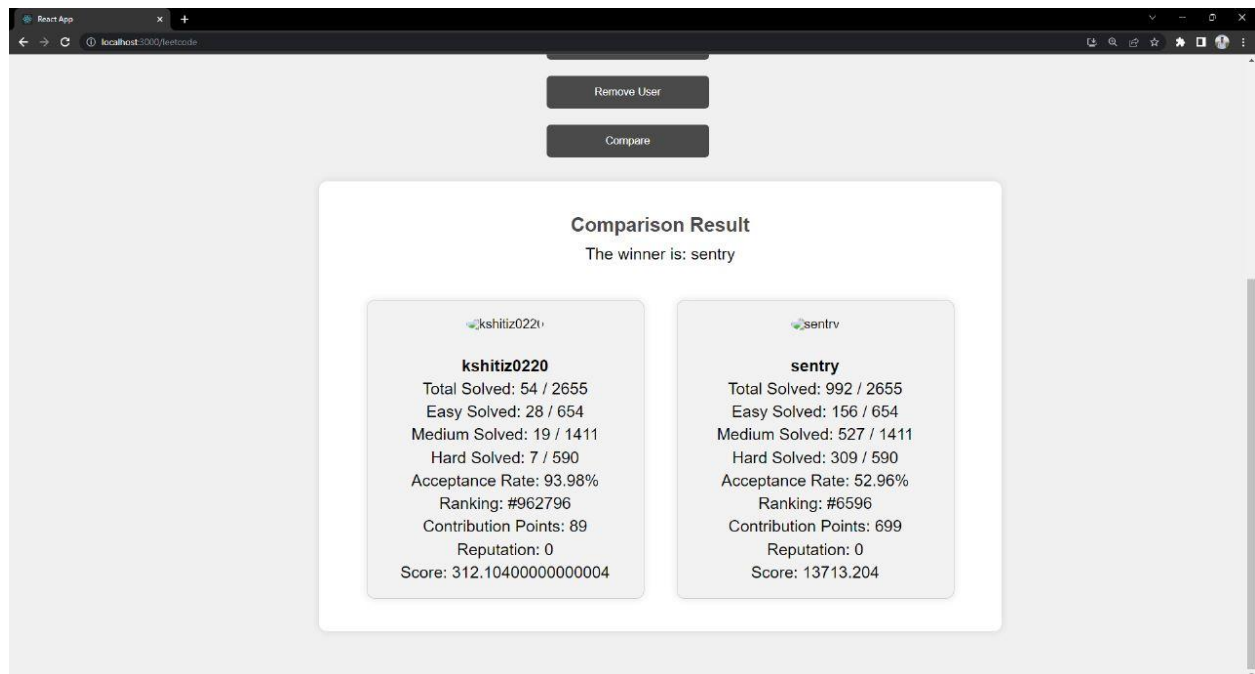 React App
localhost:3000/leetcode
Remove User
Compare
Comparison Result
The winner is: sentry
kshitiz0220
kshitiz0220
Total Solved: 54 / 2655
Easy Solved: 28 / 654
Medium Solved: 19 / 1411
Hard Solved: 7 / 590
Acceptance Rate: 93.98%
Ranking: #962796
Contribution Points: 89
Reputation: 0
Score: 312.10400000000004
sentry
sentry
Total Solved: 992 / 2655
Easy Solved: 156 / 654
Medium Solved: 527 / 1411
Hard Solved: 309 / 590
Acceptance Rate: 52.96%
Ranking: #6596
Contribution Points: 699
Reputation: 0
Score: 13713.204